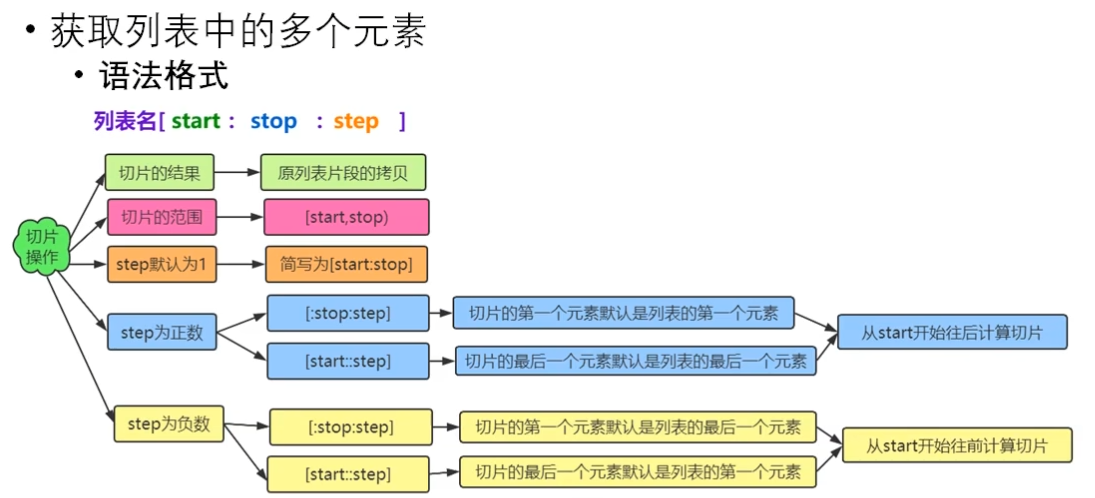 • 获取列表中的多个元素
• 语法格式
列表名[ start : stop : step ]
切片的结果
原列表片段的拷贝
切片的范围
[start,stop)
切片
操作
step默认为1
简写为[start:stop]
step为正数
[:stop:step]
切片的第一个元素默认是列表的第一个元素
[start::step]
切片的最后一个元素默认是列表的最后一个元素
从start开始往后计算切片
step为负数
[:stop:step]
切片的第一个元素默认是列表的最后一个元素
[start::step]
切片的最后一个元素默认是列表的第一个元素
从start开始往前计算切片